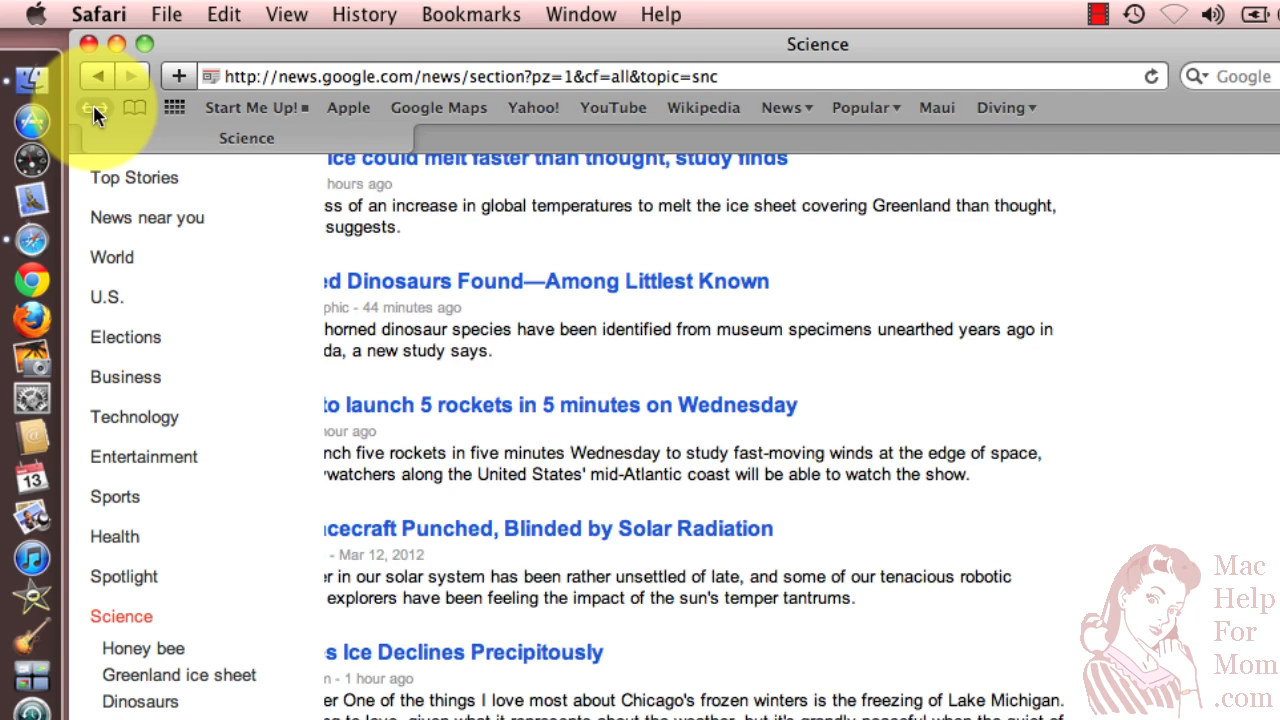 Safari File Edit View History Bookmarks Window Help
Science
http://news.google.com/news/section?pz=1&cf=all&topic=snc
Google
Start Me Up! Apple Google Maps Yahoo! YouTube Wikipedia News Popular Maui Diving
Science
Top Stories
News near you
World
U.S.
Elections
Business
Technology
Entertainment
Sports
Health
Spotlight
Science
Honey bee
Greenland ice sheet
Dinosaurs
ice could melt faster than thought, study finds
hours ago
ss of an increase in global temperatures to melt the ice sheet covering Greenland than thought,
suggests.
ed Dinosaurs Found—Among Littlest Known
phic - 44 minutes ago
horned dinosaur species have been identified from museum specimens unearthed years ago in
da, a new study says.
to launch 5 rockets in 5 minutes on Wednesday
hour ago
nch five rockets in five minutes Wednesday to study fast-moving winds at the edge of space,
ywatchers along the United States' mid-Atlantic coast will be able to watch the show.
acecraft Punched, Blinded by Solar Radiation
- Mar 12, 2012
er in our solar system has been rather unsettled of late, and some of our tenacious robotic
explorers have been feeling the impact of the sun's temper tantrums.
s Ice Declines Precipitously
n - 1 hour ago
er One of the things I love most about Chicago's frozen winters is the freezing of Lake Michigan.
13
Mac
Help
For
Mom
.com